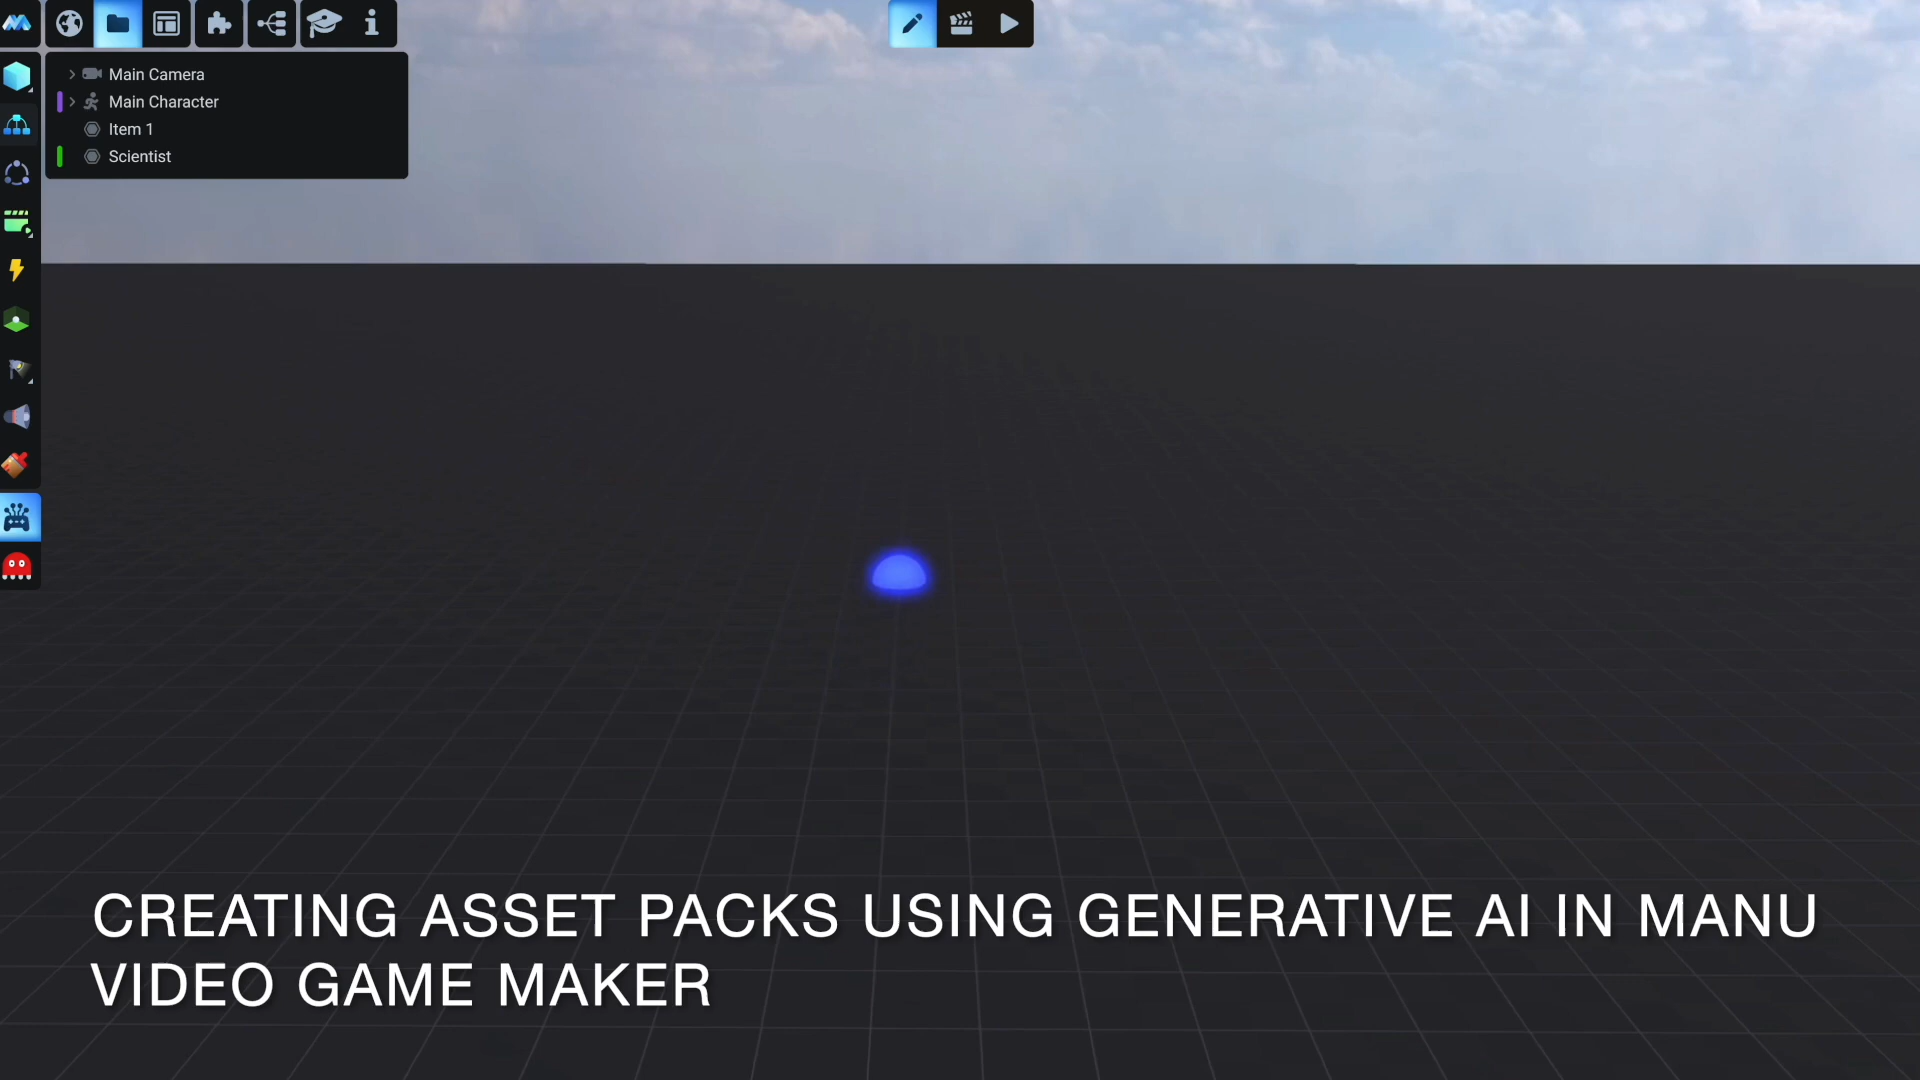 Main Camera
Main Character
Item 1
Scientist
CREATING ASSET PACKS USING GENERATIVE AI IN MANU
VIDEO GAME MAKER